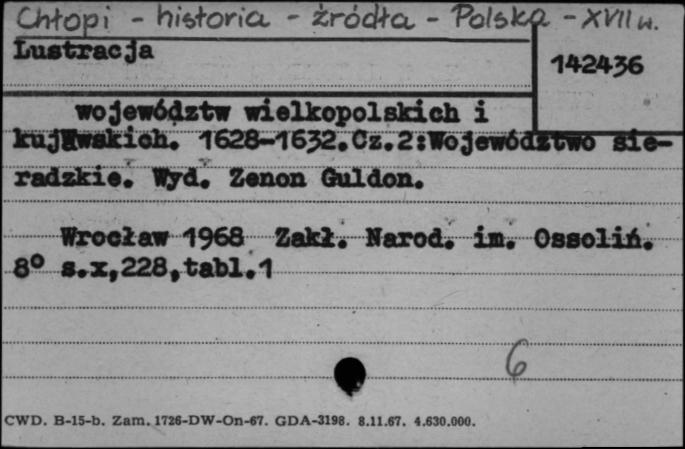 Chłopi - historia - źródła - Polska - XVII w.
Lustracja
142436
województw wielkopolskich i
kujawskich. 1628-1632.Cz.2:Województwo sie-
radzkie. Wyd. Zenon Guldon.
Wrocław 1968 Zakł. Narod. im. Ossoliń.
8º s.x,228,tabl.1
6
CWD. B-15-b. Zam. 1726-DW-On-67. GDA-3198. 8.11.67. 4.630.000.